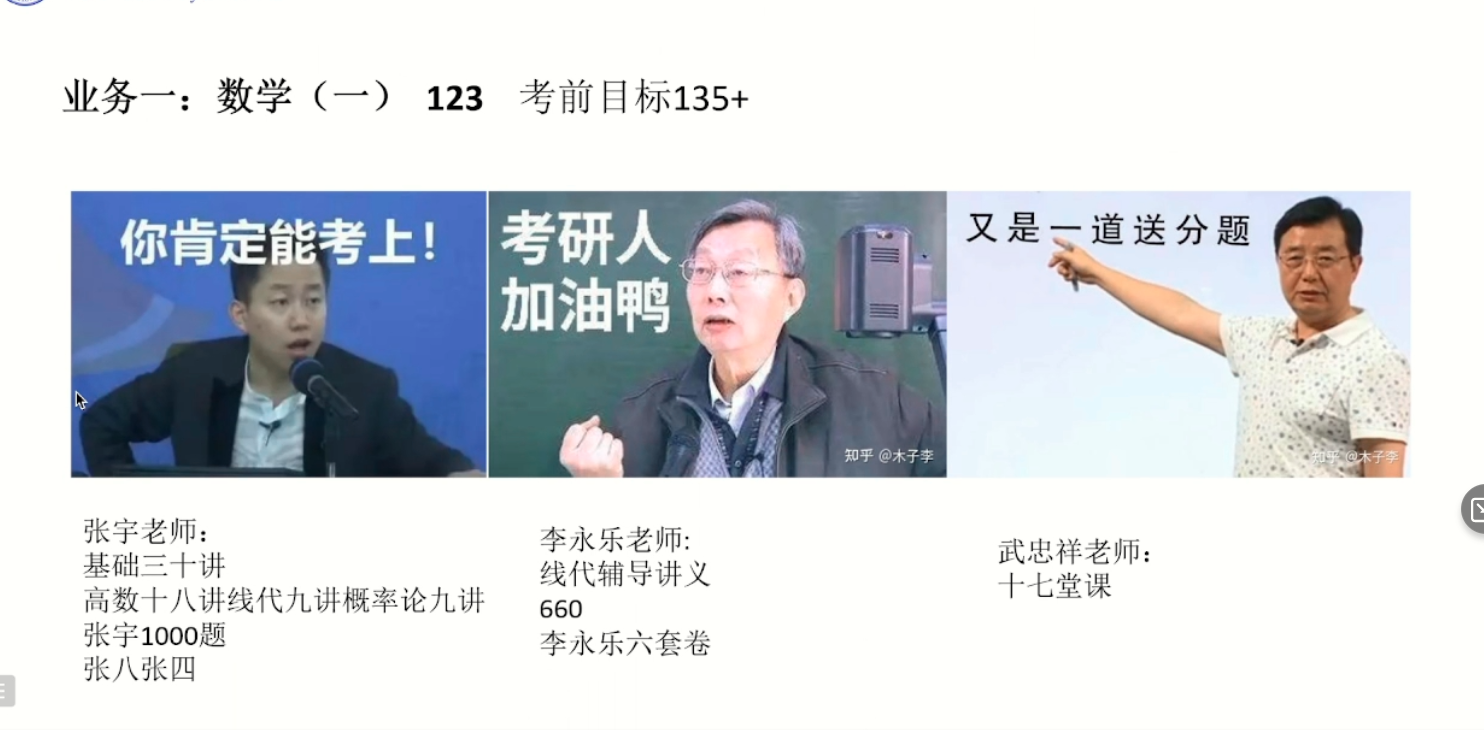 业务一：数学（一） 123 考前目标135+
你肯定能考上！
考研人
加油鸭
知乎 @木子李
又是一道送分题
知乎 @木子李
张宇老师：
基础三十讲
高数十八讲线代九讲概率论九讲
张宇1000题
张八张四
李永乐老师:
线代辅导讲义
660
李永乐六套卷
武忠祥老师：
十七堂课